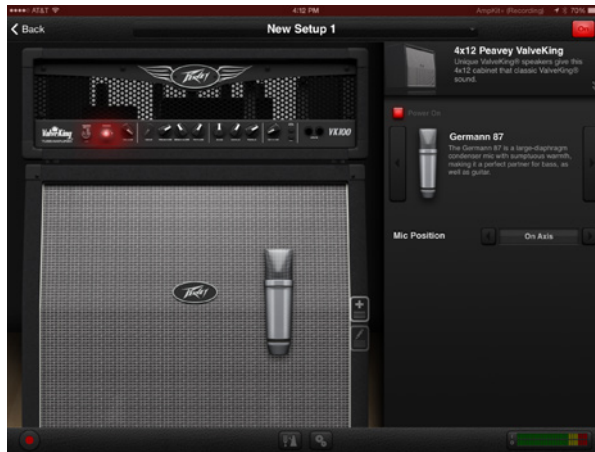 AT&T
4:12 PM
AmpKit+ (Recording)
70%
Back
New Setup 1
4x12 Peavey ValveKing
Unique ValveKing® speakers give this
4x12 cabinet that classic ValveKing®
sound.
Power On
Germann 87
The Germann 87 is a large-diaphragm
condenser mic with sumptuous warmth,
making it a perfect partner for bass, as
well as guitar.
Mic Position
On Axis
Peavey
ValveKing
VK100
Peavey